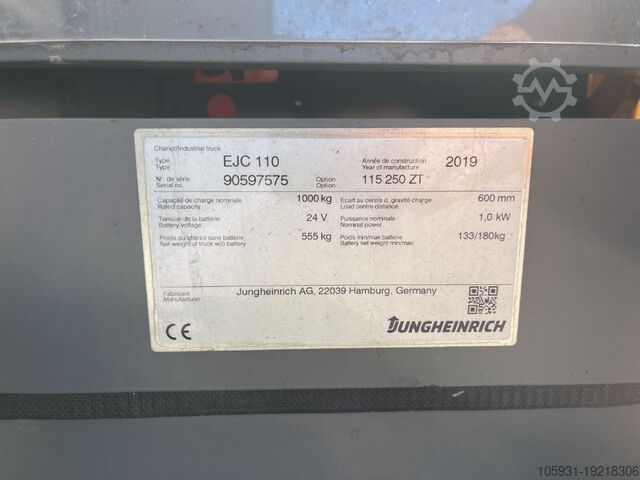 Chariot/Industrial truck
Type EJC 110 Année de construction 2019
Type Year of manufacture
N° de série 90597575 Option 115 250 ZT
Serial no. Option
Capacité de charge nominale 1000 kg Ecart au centre d. gravité charge 600 mm
Rated capacity Load centre distance
Tension de la batterie 24 V Puissance nominale 1,0 kW
Battery voltage Nominal power
Poids du chariot sans batterie 555 kg Poids min/max batterie 133/180kg
Net weight of truck w/o battery Battery net weight min/max
Fabricant Jungheinrich AG, 22039 Hamburg, Germany
Manufacturer
CE JUNGHEINRICH
105931-19218306